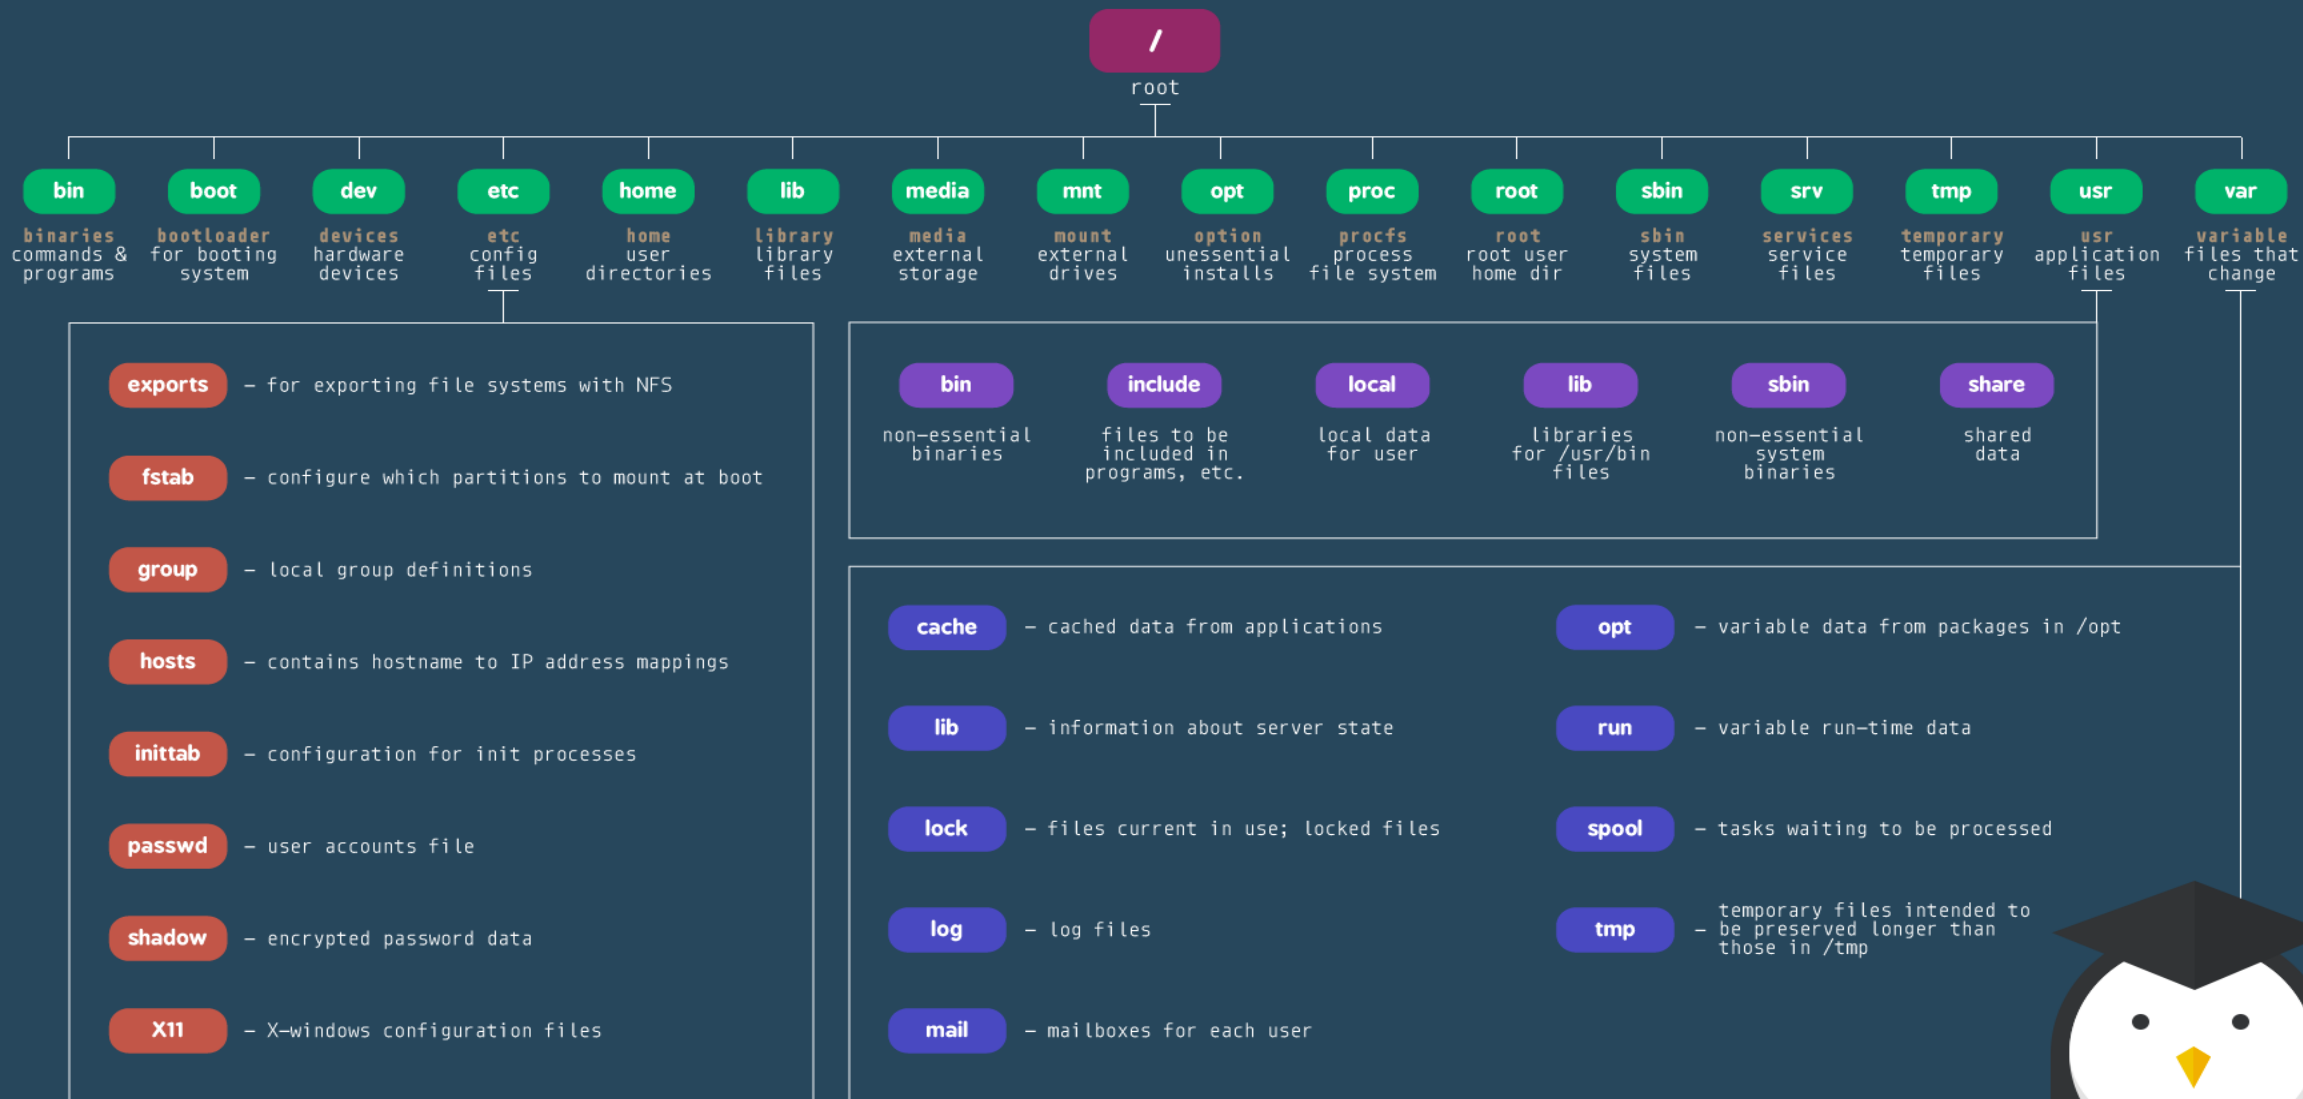 /
root
bin
binaries
commands &
programs
boot
bootloader
for booting
system
dev
devices
hardware
devices
etc
etc
config
files
home
home
user
directories
lib
library
library
files
media
media
external
storage
mnt
mount
external
drives
opt
option
unessential
installs
proc
procfs
process
file system
root
root
root user
home dir
sbin
sbin
system
files
srv
services
service
files
tmp
temporary
temporary
files
usr
usr
application
files
var
variable
files that
change
exports – for exporting file systems with NFS
fstab – configure which partitions to mount at boot
group – local group definitions
hosts – contains hostname to IP address mappings
inittab – configuration for init processes
passwd – user accounts file
shadow – encrypted password data
X11 – X-windows configuration files
bin
non-essential
binaries
include
files to be
included in
programs, etc.
local
local data
for user
lib
libraries
for /usr/bin
files
sbin
non-essential
system
binaries
share
shared
data
cache – cached data from applications
lib – information about server state
lock – files current in use; locked files
log – log files
mail – mailboxes for each user
opt – variable data from packages in /opt
run – variable run-time data
spool – tasks waiting to be processed
tmp – temporary files intended to
be preserved longer than
those in /tmp